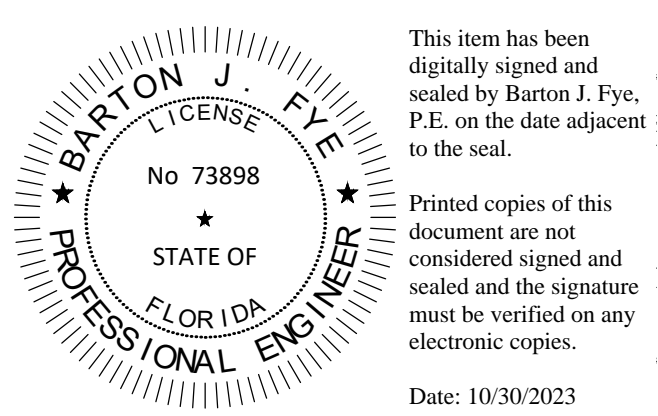 BARTON J. FYE
LICENSE
No 73898
STATE OF
FLORIDA
PROFESSIONAL ENGINEER
This item has been
digitally signed and
sealed by Barton J. Fye,
P.E. on the date adjacent
to the seal.
Printed copies of this
document are not
considered signed and
sealed and the signature
must be verified on any
electronic copies.
Date: 10/30/2023